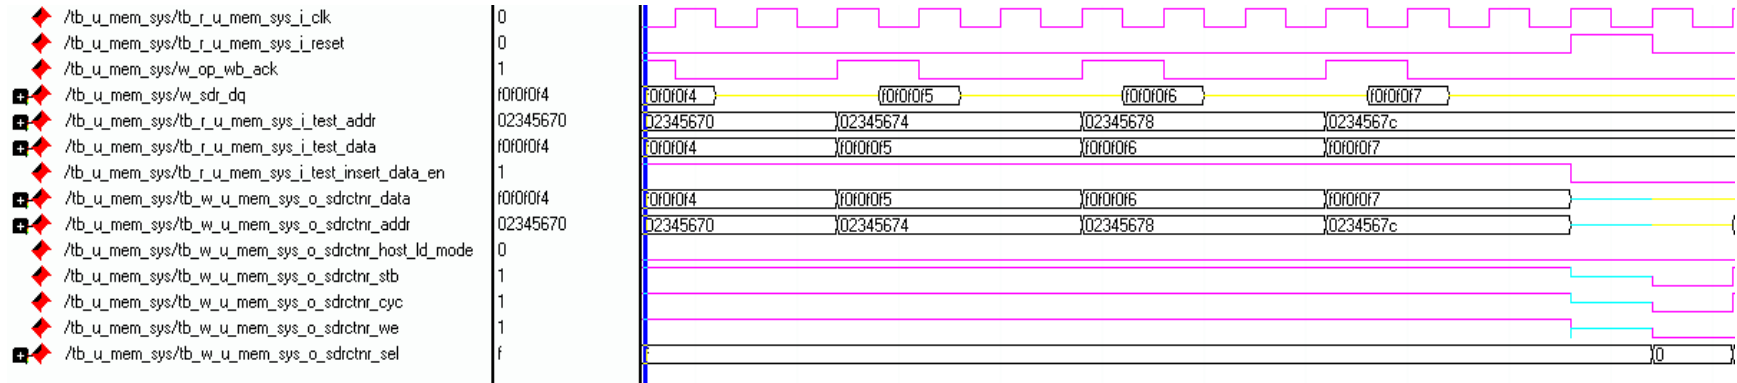 /tb_u_mem_sys/tb_r_u_mem_sys_i_clk 0
/tb_u_mem_sys/tb_r_u_mem_sys_i_reset 0
/tb_u_mem_sys/w_op_wb_ack 1
/tb_u_mem_sys/w_sdr_dq f0f0f0f4 f0f0f0f4 f0f0f0f5 f0f0f0f6 f0f0f0f7
/tb_u_mem_sys/tb_r_u_mem_sys_i_test_addr 02345670 02345670 02345674 02345678 0234567c
/tb_u_mem_sys/tb_r_u_mem_sys_i_test_data f0f0f0f4 f0f0f0f4 f0f0f0f5 f0f0f0f6 f0f0f0f7
/tb_u_mem_sys/tb_r_u_mem_sys_i_test_insert_data_en 1
/tb_u_mem_sys/tb_w_u_mem_sys_o_sdrctnr_data f0f0f0f4 f0f0f0f4 f0f0f0f5 f0f0f0f6 f0f0f0f7
/tb_u_mem_sys/tb_w_u_mem_sys_o_sdrctnr_addr 02345670 02345670 02345674 02345678 0234567c
/tb_u_mem_sys/tb_w_u_mem_sys_o_sdrctnr_host_ld_mode 0
/tb_u_mem_sys/tb_w_u_mem_sys_o_sdrctnr_stb 1
/tb_u_mem_sys/tb_w_u_mem_sys_o_sdrctnr_cyc 1
/tb_u_mem_sys/tb_w_u_mem_sys_o_sdrctnr_we 1
/tb_u_mem_sys/tb_w_u_mem_sys_o_sdrctnr_sel f f 0